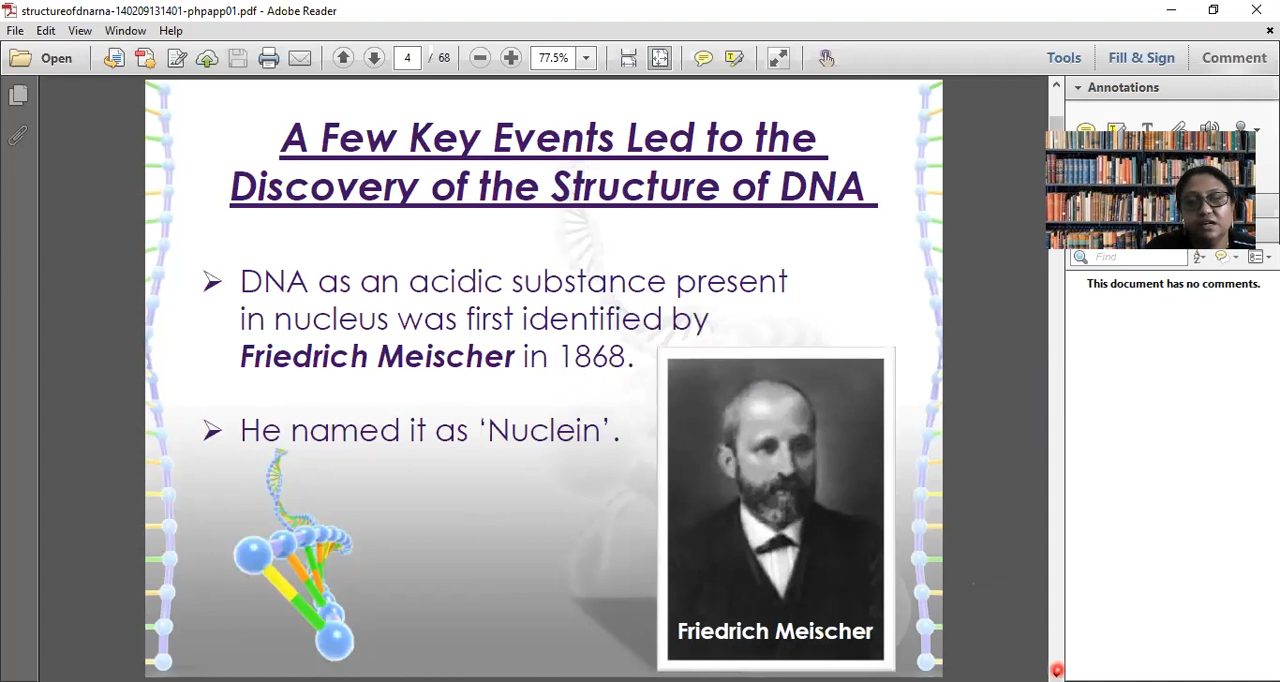 structureofdnarna-140209131401-phpapp01.pdf - Adobe Reader
File Edit View Window Help
Open 4 / 68 77.5% Tools Fill & Sign Comment
Annotations
A Few Key Events Led to the
Discovery of the Structure of DNA
DNA as an acidic substance present
in nucleus was first identified by
Friedrich Meischer in 1868.
He named it as ‘Nuclein’.
Friedrich Meischer
Find
This document has no comments.